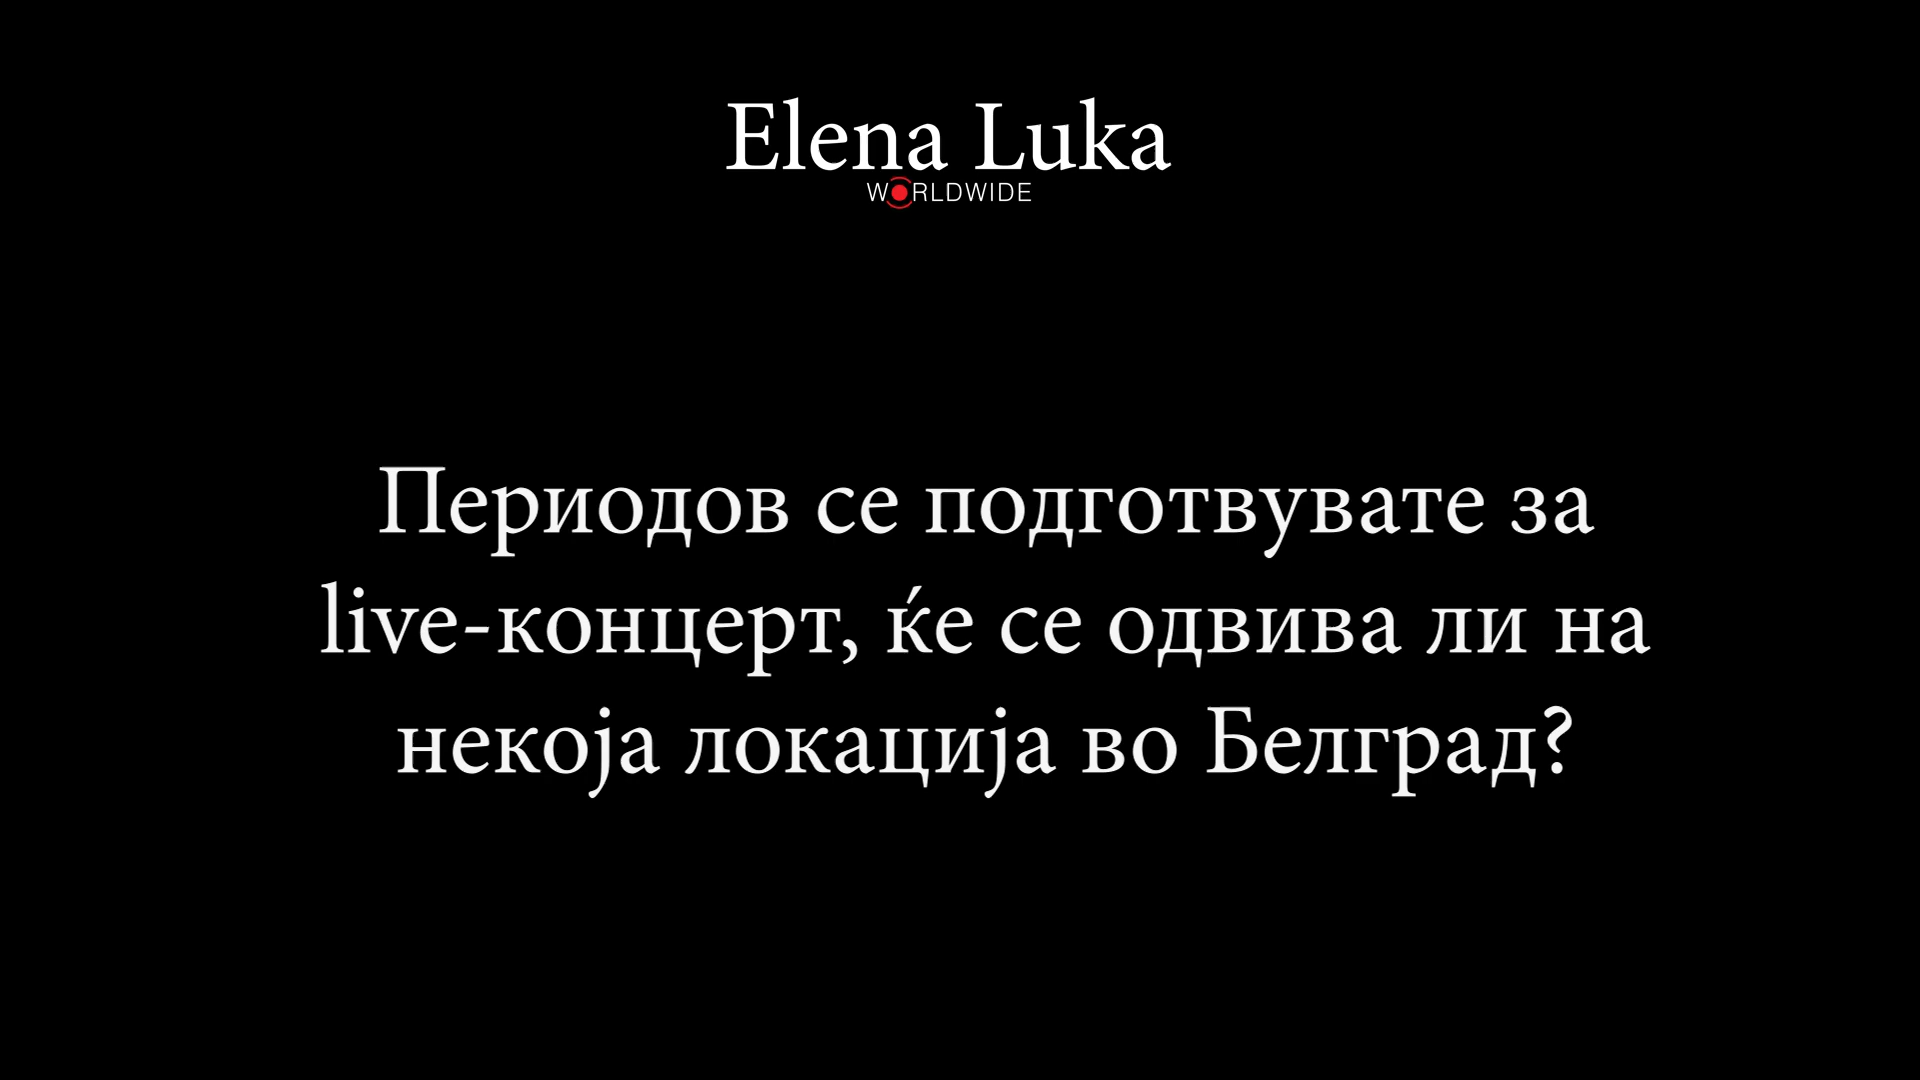 Elena Luka
WORLDWIDE
Периодов се подготвувате за
live-концерт, ќе се одвива ли на
некоја локација во Белград?